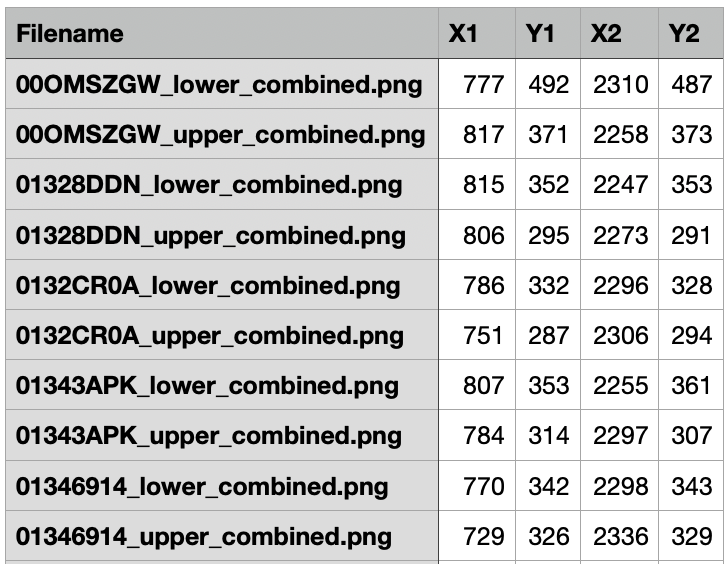 Filename X1 Y1 X2 Y2
00OMSZGW_lower_combined.png 777 492 2310 487
00OMSZGW_upper_combined.png 817 371 2258 373
01328DDN_lower_combined.png 815 352 2247 353
01328DDN_upper_combined.png 806 295 2273 291
0132CR0A_lower_combined.png 786 332 2296 328
0132CR0A_upper_combined.png 751 287 2306 294
01343APK_lower_combined.png 807 353 2255 361
01343APK_upper_combined.png 784 314 2297 307
01346914_lower_combined.png 770 342 2298 343
01346914_upper_combined.png 729 326 2336 329